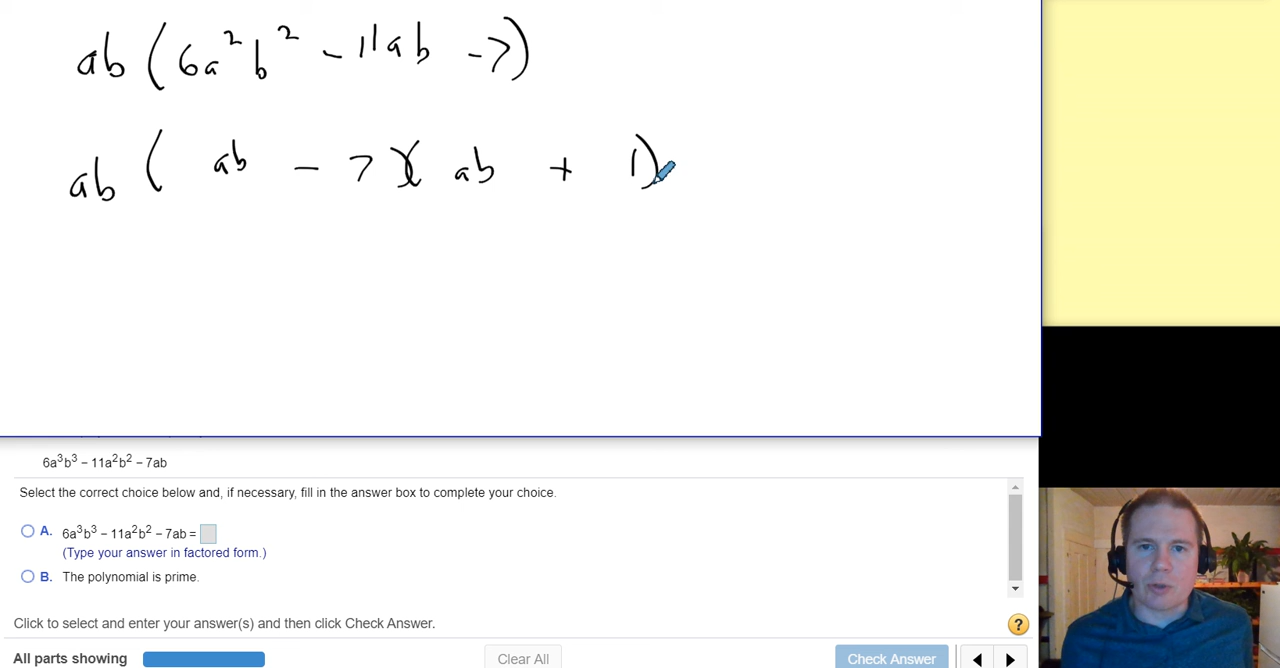 ab(6a²b² - 11ab - 7)
ab( ab - 7)( ab + 1)
6a³b³ − 11a²b² − 7ab
Select the correct choice below and, if necessary, fill in the answer box to complete your choice.
A. 6a³b³ − 11a²b² − 7ab =
(Type your answer in factored form.)
B. The polynomial is prime.
Click to select and enter your answer(s) and then click Check Answer.
?
All parts showing
Clear All
Check Answer